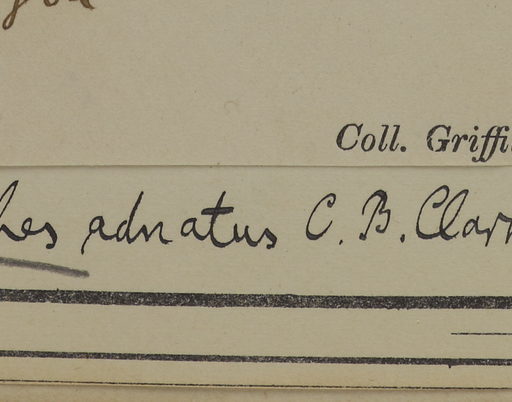 Coll. Griffi
hes adnatus C. B. Clar